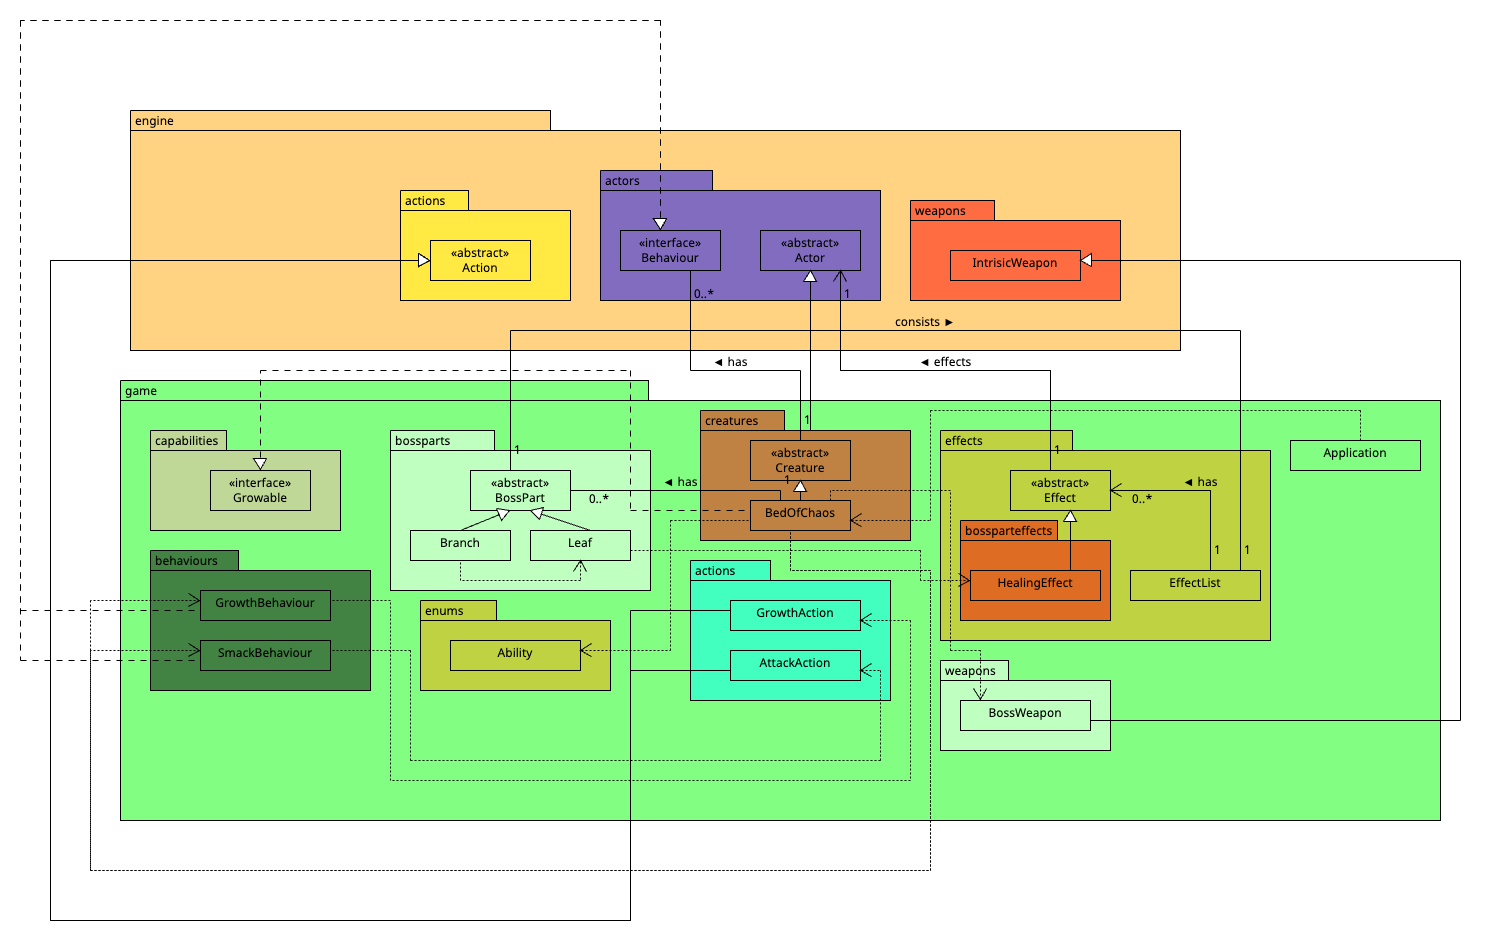 engine
actors
actions
weapons
«interface»
Behaviour
«abstract»
Actor
«abstract»
Action
IntrisicWeapon
0..*
1
consists ►
◄ has
◄ effects
game
creatures
capabilities
bossparts
effects
1
1
1
«abstract»
Creature
Application
«interface»
Growable
«abstract»
BossPart
◄ has
0..*
1
«abstract»
Effect
◄ has
0..*
BedOfChaos
bossparteffects
Branch
Leaf
1
1
behaviours
actions
HealingEffect
EffectList
GrowthBehaviour
enums
GrowthAction
SmackBehaviour
Ability
AttackAction
weapons
BossWeapon